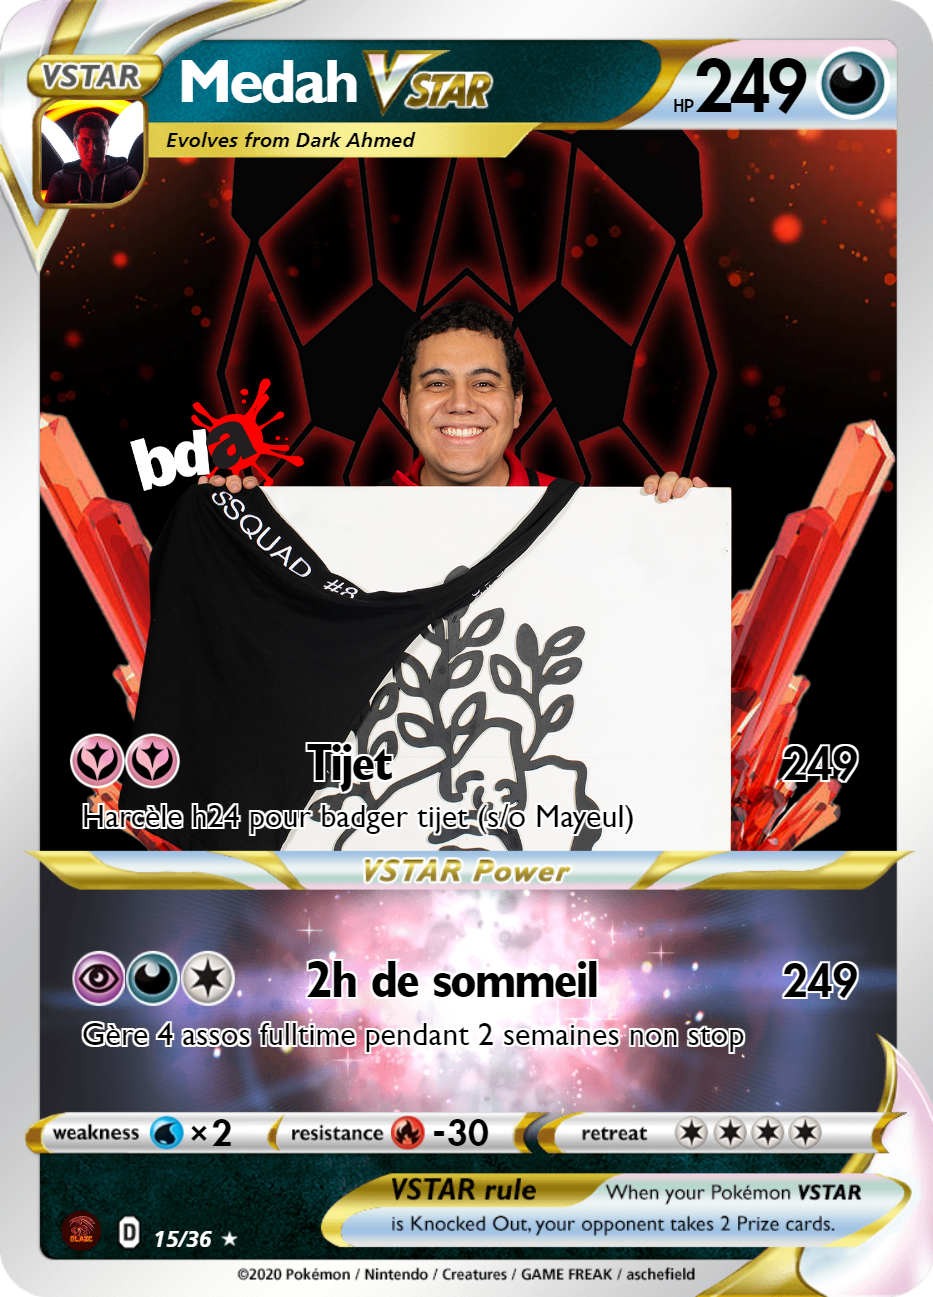 VSTAR
Medah VSTAR
HP 249
Evolves from Dark Ahmed
bda
SSQUAD #8
Tijet 249
Harcèle h24 pour badger tijet (s/o Mayeul)
VSTAR Power
2h de sommeil 249
Gère 4 assos fulltime pendant 2 semaines non stop
weakness ×2 resistance -30 retreat
VSTAR rule When your Pokémon VSTAR
is Knocked Out, your opponent takes 2 Prize cards.
BLAZE D 15/36
©2020 Pokémon / Nintendo / Creatures / GAME FREAK / aschefield